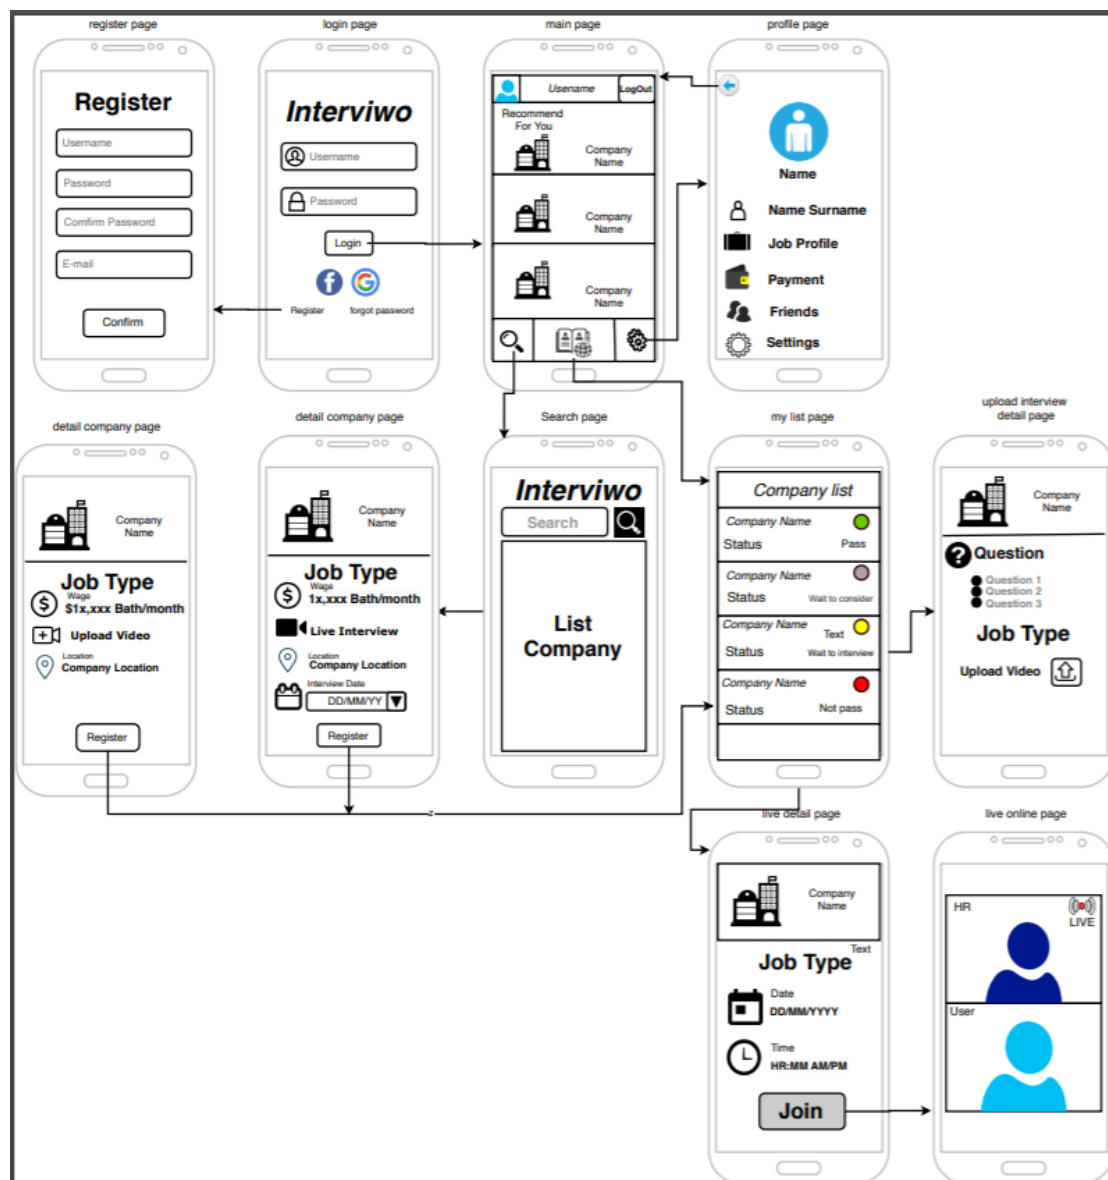 register page
login page
main page
profile page
Register
Username
Password
Comfirm Password
E-mail
Confirm
Interviwo
Username
Password
Login
Register
forgot password
Usename
LogOut
Recommend
For You
Company
Name
Company
Name
Company
Name
Name
Name Surname
Job Profile
Payment
Friends
Settings
detail company page
detail company page
Search page
my list page
upload interview
detail page
Company
Name
Job Type
Wage
$1x,xxx Bath/month
Upload Video
Location
Company Location
Register
Company
Name
Job Type
Wage
1x,xxx Bath/month
Live Interview
Location
Company Location
Interview Date
DD/MM/YY
Register
Interviwo
Search
List
Company
Company list
Company Name
Status
Pass
Company Name
Status
Wait to consider
Company Name
Text
Status
Wait to interview
Company Name
Status
Not pass
Company
Name
Question
Question 1
Question 2
Question 3
Job Type
Upload Video
z
live detail page
live online page
Company
Name
Text
Job Type
Date
DD/MM/YYYY
Time
HR:MM AM/PM
Join
HR
LIVE
User